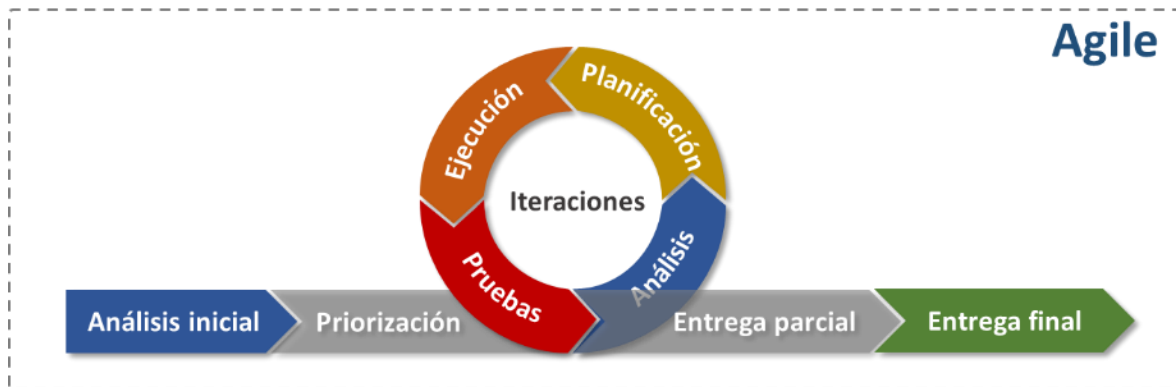 Agile
Planificación
Ejecución
Iteraciones
Análisis
Pruebas
Análisis inicial
Priorización
Entrega parcial
Entrega final